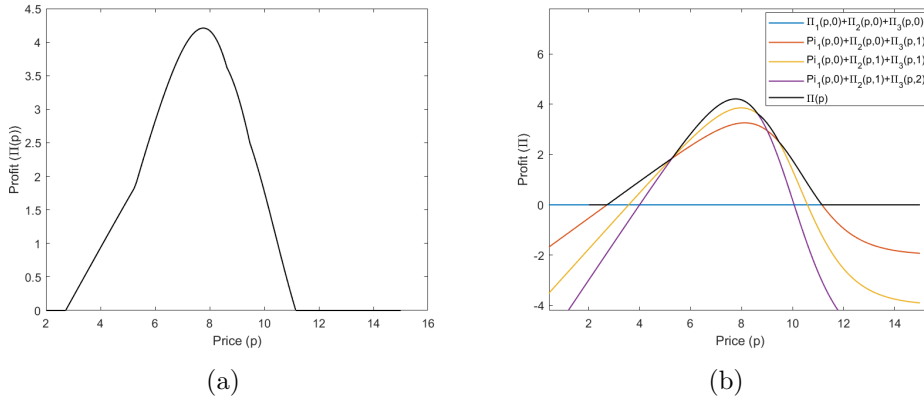 4.5
4
3.5
3
2.5
2
1.5
1
0.5
0
2 4 6 8 10 12 14 16
Profit (Π(p))
Price (p)
(a)
6
4
2
0
-2
-4
2 4 6 8 10 12 14
Profit (Π)
Price (p)
Π₁(p,0)+Π₂(p,0)+Π₃(p,0)
Pi₁(p,0)+Π₂(p,0)+Π₃(p,1)
Pi₁(p,0)+Π₂(p,1)+Π₃(p,1)
Pi₁(p,0)+Π₂(p,1)+Π₃(p,2)
Π(p)
(b)